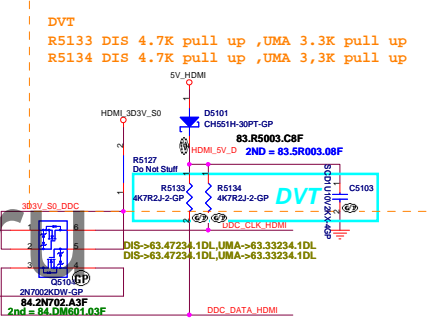 DVT
R5133 DIS 4.7K pull up ,UMA 3.3K pull up
R5134 DIS 4.7K pull up ,UMA 3,3K pull up
5V_HDMI
HDMI_3D3V_S0
D5101
CH551H-30PT-GP
83.R5003.C8F
2ND = 83.5R003.08F
HDMI_5V_D
R5127
Do Not Stuff
R5133
4K7R2J-2-GP
R5134
4K7R2J-2-GP
DVT
C5103
SCD1U10V2KX-4GP
3D3V_S0_DDC
DDC_CLK_HDMI
DIS->63.47234.1DL,UMA->63.33234.1DL
DIS->63.47234.1DL,UMA->63.33234.1DL
Q5104
2N7002KDW-GP
84.2N702.A3F
2nd = 84.DM601.03F
DDC_DATA_HDMI